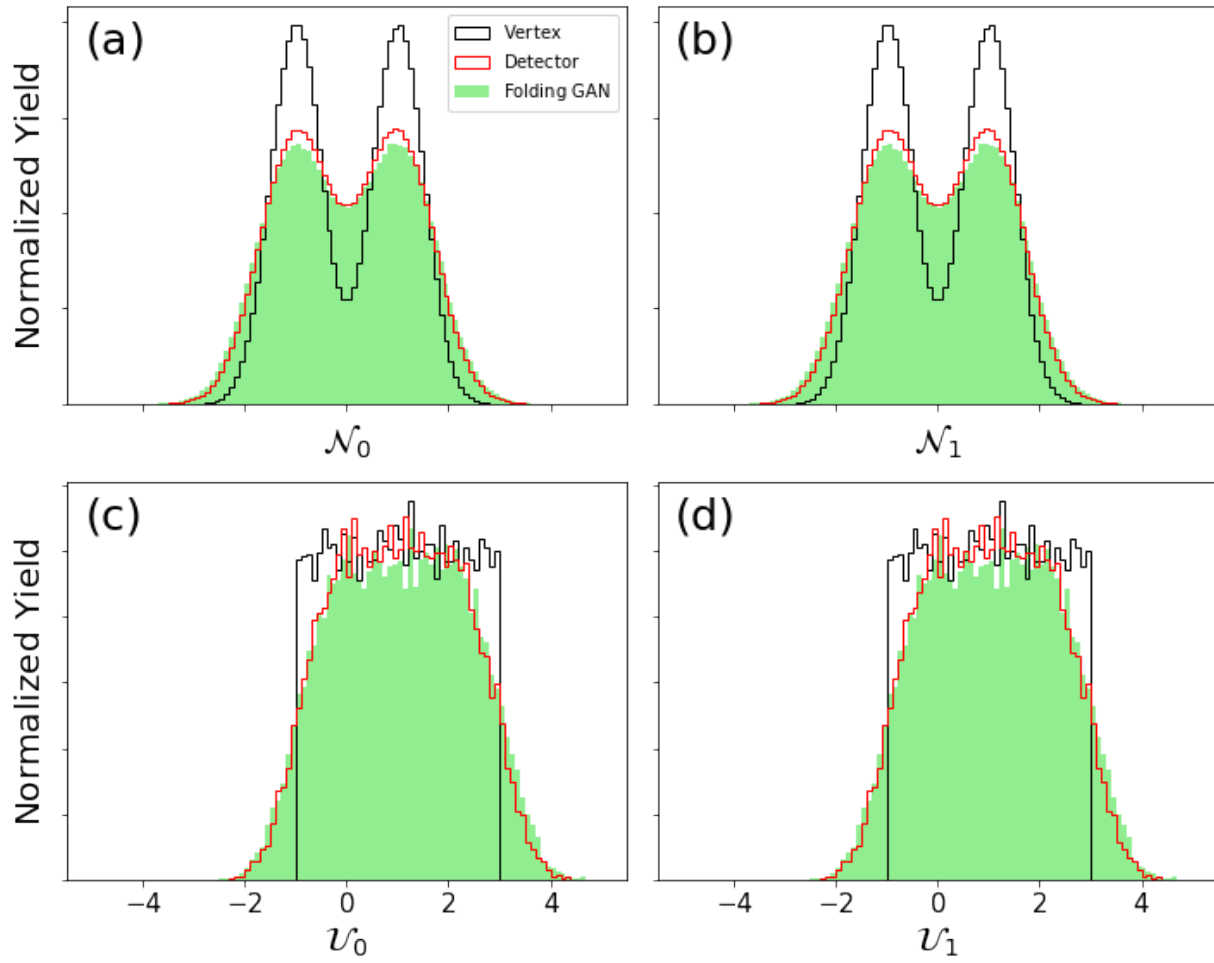 (a)
Vertex
Detector
Folding GAN
(b)
Normalized Yield
𝒩₀
𝒩₁
(c)
(d)
Normalized Yield
−4 −2 0 2 4
−4 −2 0 2 4
𝒰₀
𝒰₁